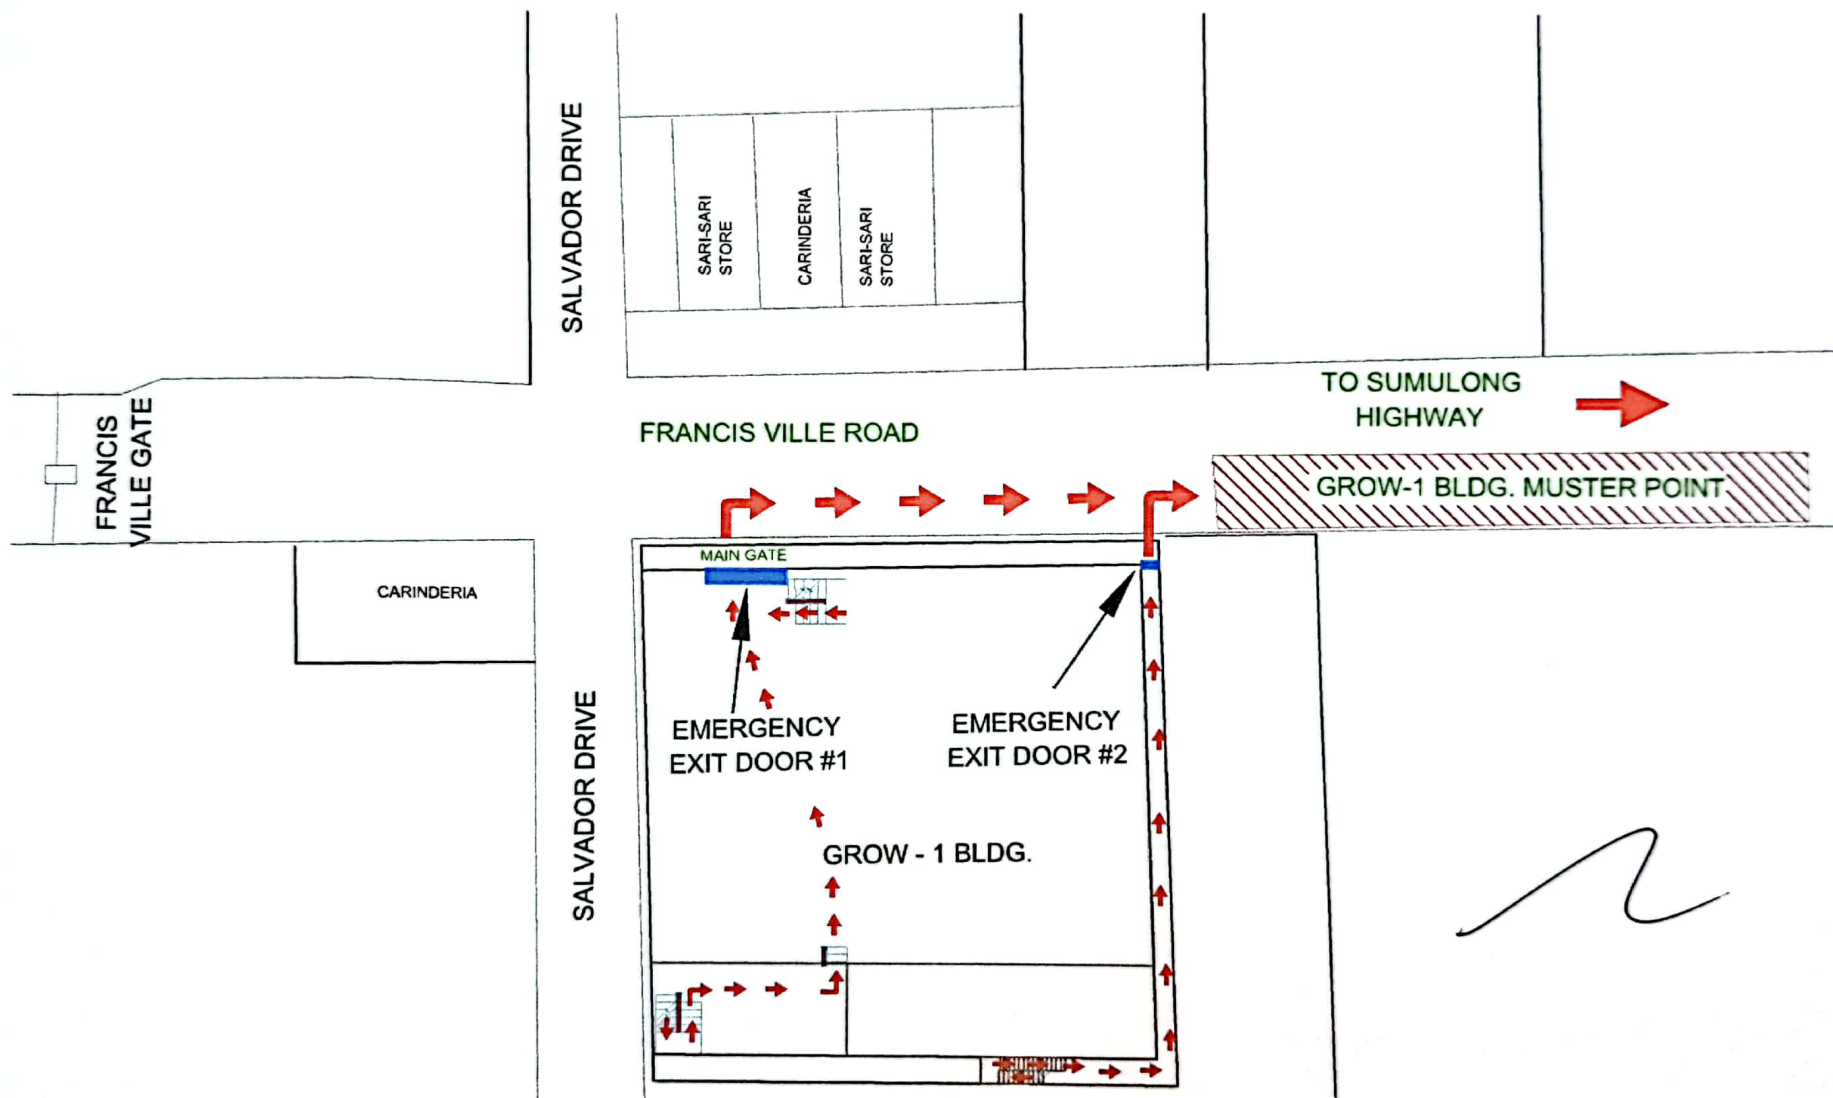 SALVADOR DRIVE
SARI-SARI
STORE
CARINDERIA
SARI-SARI
STORE
TO SUMULONG
HIGHWAY
FRANCIS
VILLE GATE
FRANCIS VILLE ROAD
GROW-1 BLDG. MUSTER POINT
MAIN GATE
CARINDERIA
EMERGENCY
EXIT DOOR #1
EMERGENCY
EXIT DOOR #2
SALVADOR DRIVE
GROW - 1 BLDG.